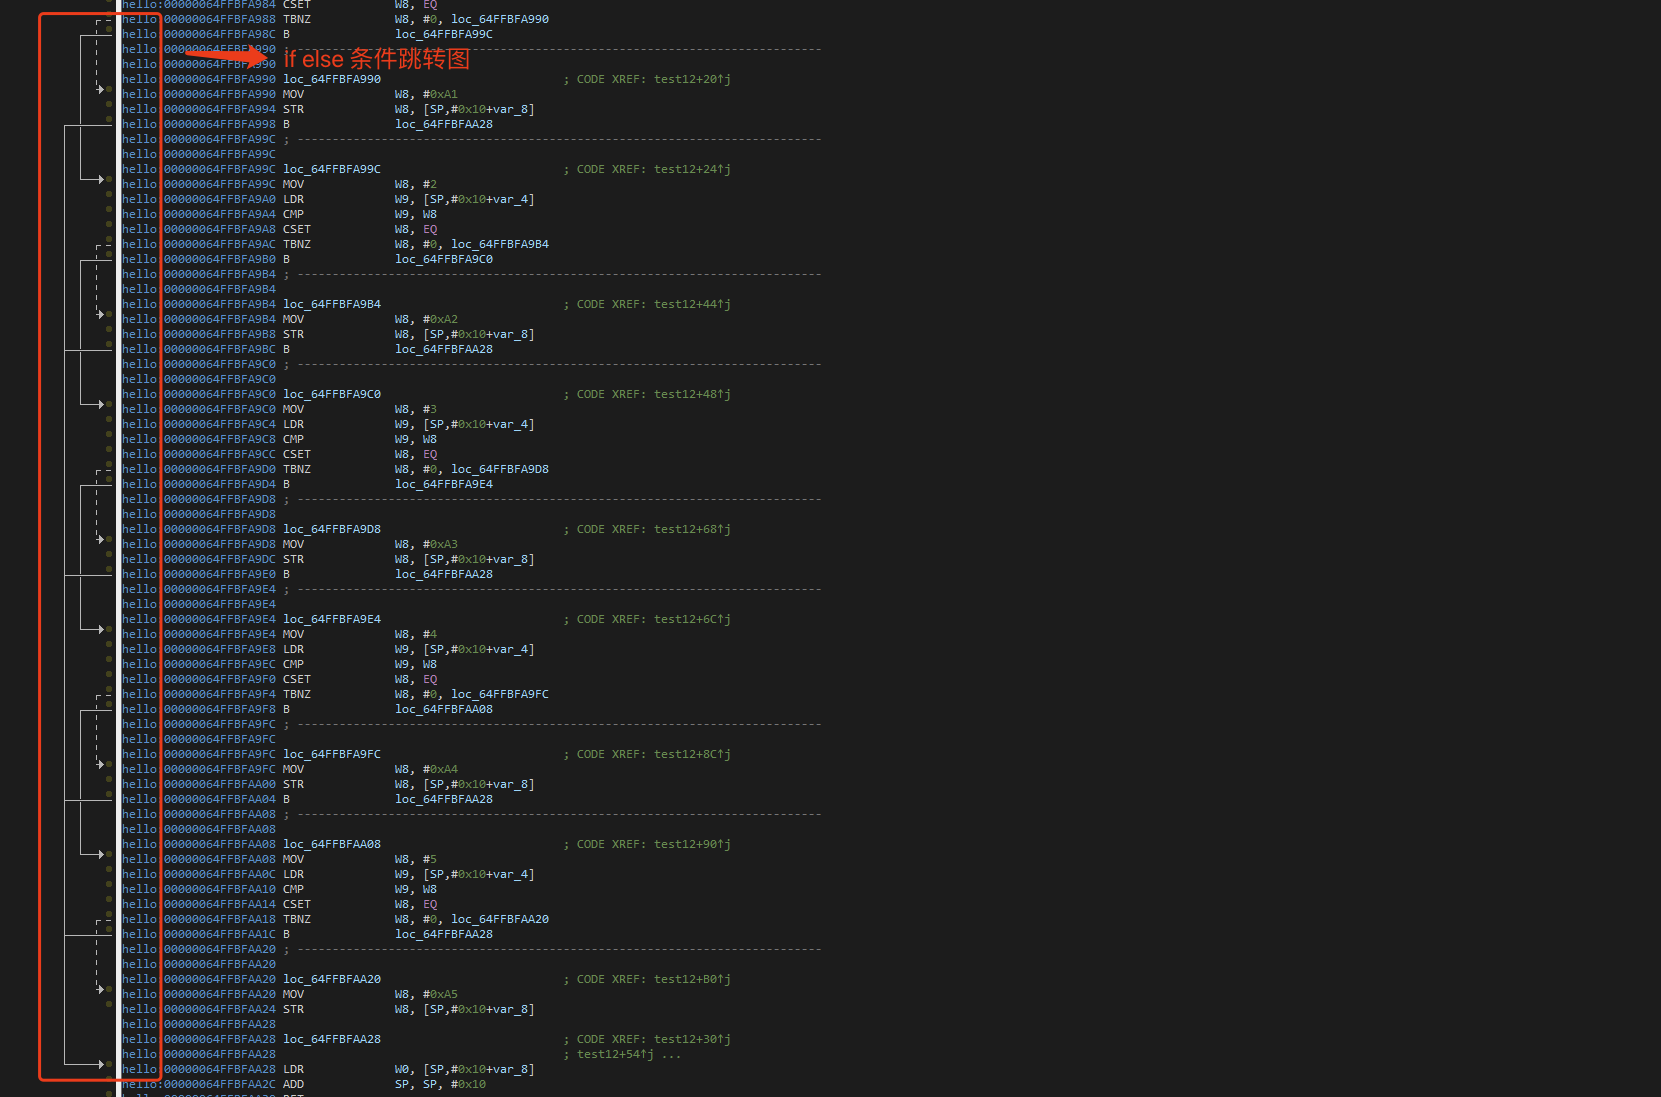 hello:00000064FFBFA984 CSET W8, EQ
hello:00000064FFBFA988 TBNZ W8, #0, loc_64FFBFA990
hello:00000064FFBFA98C B loc_64FFBFA99C
hello:00000064FFBFA990 ; ---------------------------------------------------------------------------
if else 条件跳转图
hello:00000064FFBFA990
hello:00000064FFBFA990 loc_64FFBFA990 ; CODE XREF: test12+20↑j
hello:00000064FFBFA990 MOV W8, #0xA1
hello:00000064FFBFA994 STR W8, [SP,#0x10+var_8]
hello:00000064FFBFA998 B loc_64FFBFAA28
hello:00000064FFBFA99C ; ---------------------------------------------------------------------------
hello:00000064FFBFA99C
hello:00000064FFBFA99C loc_64FFBFA99C ; CODE XREF: test12+24↑j
hello:00000064FFBFA99C MOV W8, #2
hello:00000064FFBFA9A0 LDR W9, [SP,#0x10+var_4]
hello:00000064FFBFA9A4 CMP W9, W8
hello:00000064FFBFA9A8 CSET W8, EQ
hello:00000064FFBFA9AC TBNZ W8, #0, loc_64FFBFA9B4
hello:00000064FFBFA9B0 B loc_64FFBFA9C0
hello:00000064FFBFA9B4 ; ---------------------------------------------------------------------------
hello:00000064FFBFA9B4
hello:00000064FFBFA9B4 loc_64FFBFA9B4 ; CODE XREF: test12+44↑j
hello:00000064FFBFA9B4 MOV W8, #0xA2
hello:00000064FFBFA9B8 STR W8, [SP,#0x10+var_8]
hello:00000064FFBFA9BC B loc_64FFBFAA28
hello:00000064FFBFA9C0 ; ---------------------------------------------------------------------------
hello:00000064FFBFA9C0
hello:00000064FFBFA9C0 loc_64FFBFA9C0 ; CODE XREF: test12+48↑j
hello:00000064FFBFA9C0 MOV W8, #3
hello:00000064FFBFA9C4 LDR W9, [SP,#0x10+var_4]
hello:00000064FFBFA9C8 CMP W9, W8
hello:00000064FFBFA9CC CSET W8, EQ
hello:00000064FFBFA9D0 TBNZ W8, #0, loc_64FFBFA9D8
hello:00000064FFBFA9D4 B loc_64FFBFA9E4
hello:00000064FFBFA9D8 ; ---------------------------------------------------------------------------
hello:00000064FFBFA9D8
hello:00000064FFBFA9D8 loc_64FFBFA9D8 ; CODE XREF: test12+68↑j
hello:00000064FFBFA9D8 MOV W8, #0xA3
hello:00000064FFBFA9DC STR W8, [SP,#0x10+var_8]
hello:00000064FFBFA9E0 B loc_64FFBFAA28
hello:00000064FFBFA9E4 ; ---------------------------------------------------------------------------
hello:00000064FFBFA9E4
hello:00000064FFBFA9E4 loc_64FFBFA9E4 ; CODE XREF: test12+6C↑j
hello:00000064FFBFA9E4 MOV W8, #4
hello:00000064FFBFA9E8 LDR W9, [SP,#0x10+var_4]
hello:00000064FFBFA9EC CMP W9, W8
hello:00000064FFBFA9F0 CSET W8, EQ
hello:00000064FFBFA9F4 TBNZ W8, #0, loc_64FFBFA9FC
hello:00000064FFBFA9F8 B loc_64FFBFAA08
hello:00000064FFBFA9FC ; ---------------------------------------------------------------------------
hello:00000064FFBFA9FC
hello:00000064FFBFA9FC loc_64FFBFA9FC ; CODE XREF: test12+8C↑j
hello:00000064FFBFA9FC MOV W8, #0xA4
hello:00000064FFBFAA00 STR W8, [SP,#0x10+var_8]
hello:00000064FFBFAA04 B loc_64FFBFAA28
hello:00000064FFBFAA08 ; ---------------------------------------------------------------------------
hello:00000064FFBFAA08
hello:00000064FFBFAA08 loc_64FFBFAA08 ; CODE XREF: test12+90↑j
hello:00000064FFBFAA08 MOV W8, #5
hello:00000064FFBFAA0C LDR W9, [SP,#0x10+var_4]
hello:00000064FFBFAA10 CMP W9, W8
hello:00000064FFBFAA14 CSET W8, EQ
hello:00000064FFBFAA18 TBNZ W8, #0, loc_64FFBFAA20
hello:00000064FFBFAA1C B loc_64FFBFAA28
hello:00000064FFBFAA20 ; ---------------------------------------------------------------------------
hello:00000064FFBFAA20
hello:00000064FFBFAA20 loc_64FFBFAA20 ; CODE XREF: test12+B0↑j
hello:00000064FFBFAA20 MOV W8, #0xA5
hello:00000064FFBFAA24 STR W8, [SP,#0x10+var_8]
hello:00000064FFBFAA28
hello:00000064FFBFAA28 loc_64FFBFAA28 ; CODE XREF: test12+30↑j
hello:00000064FFBFAA28 ; test12+54↑j ...
hello:00000064FFBFAA28 LDR W0, [SP,#0x10+var_8]
hello:00000064FFBFAA2C ADD SP, SP, #0x10